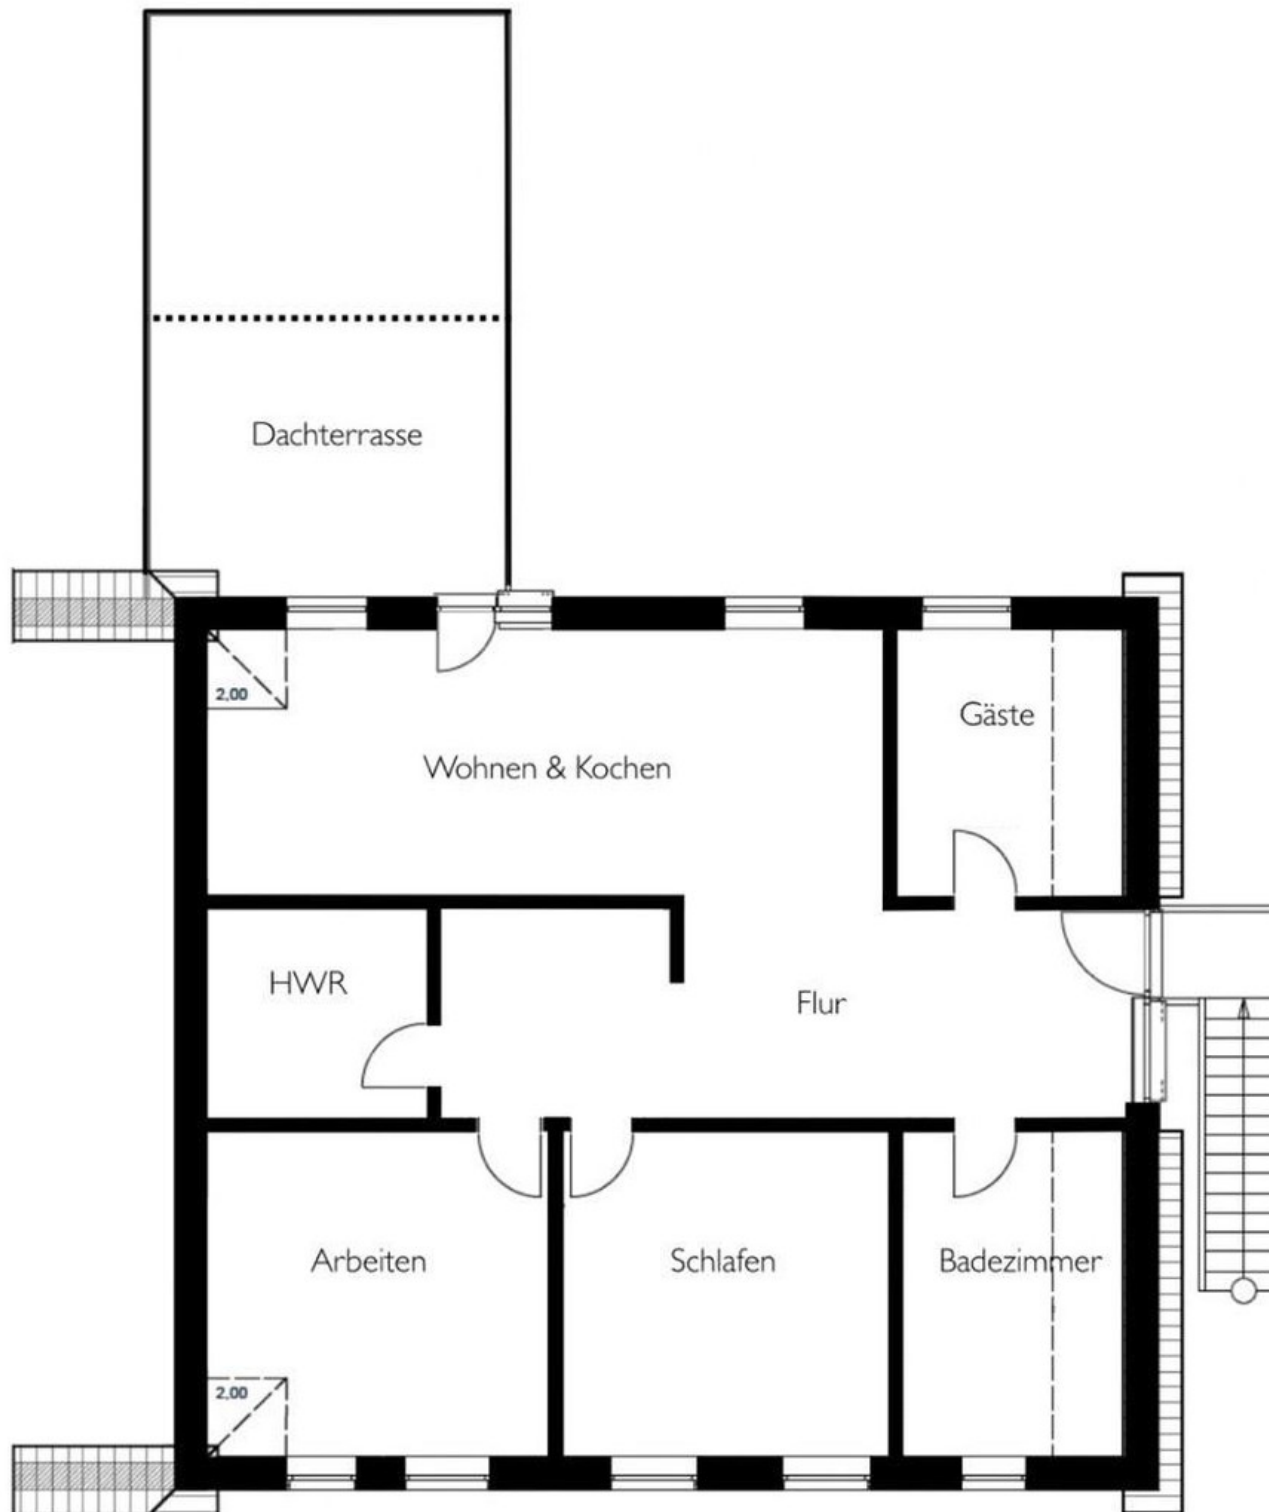 Dachterrasse
2,00
Gäste
Wohnen & Kochen
HWR
Flur
Arbeiten
Schlafen
Badezimmer
2,00